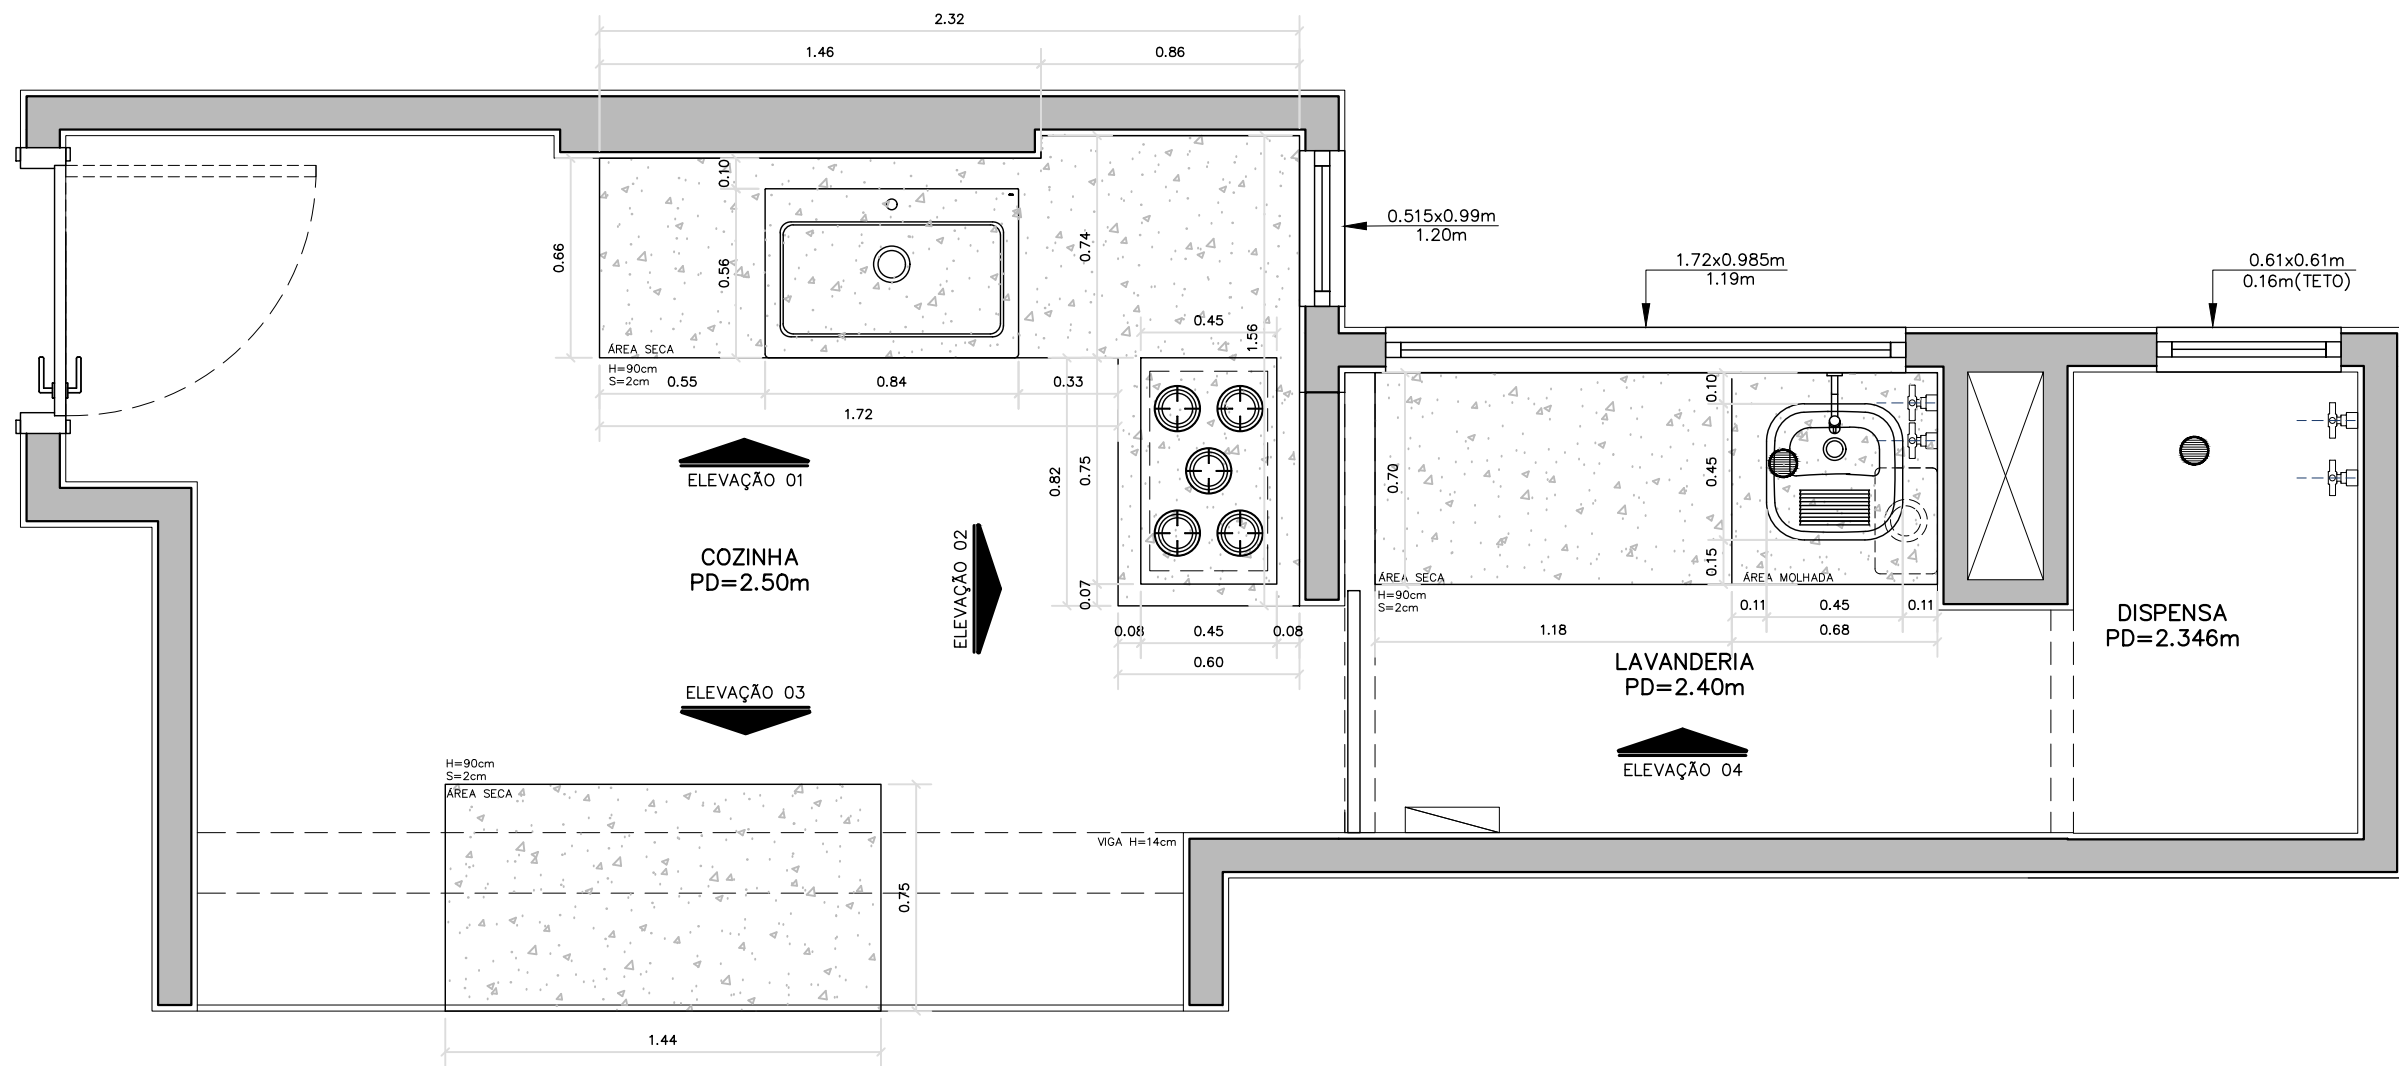 2.32
1.46
0.86
0.10
0.66
0.56
0.74
0.515x0.99m
1.20m
1.72x0.985m
1.19m
0.61x0.61m
0.16m(TETO)
0.45
1.56
ÁREA SECA
H=90cm
S=2cm
0.55
0.84
0.33
1.72
0.82
0.75
0.07
0.08
0.45
0.08
0.60
ELEVAÇÃO 01
ELEVAÇÃO 02
COZINHA
PD=2.50m
ELEVAÇÃO 03
0.70
0.10
0.45
0.15
ÁREA SECA
H=90cm
S=2cm
ÁREA MOLHADA
0.11
0.45
0.11
1.18
0.68
LAVANDERIA
PD=2.40m
DISPENSA
PD=2.346m
ELEVAÇÃO 04
H=90cm
S=2cm
ÁREA SECA
VIGA H=14cm
0.75
1.44